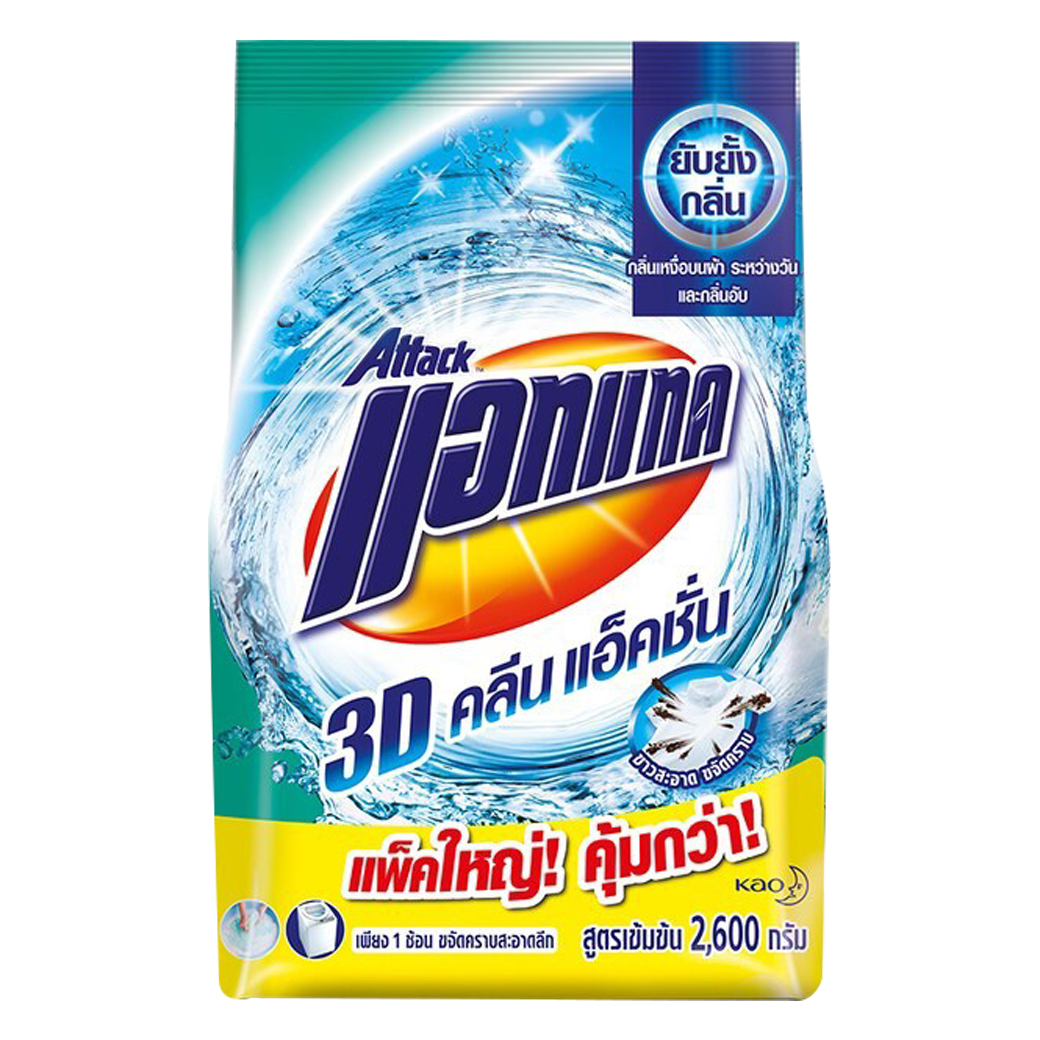 ยับยั้ง
กลิ่น
กลิ่นเหงื่อบนผ้า ระหว่างวัน
และกลิ่นอับ
Attack™
แอทแทค
3D คลีน แอ็คชั่น
ขาวสะอาด ขจัดคราบ
แพ็คใหญ่! คุ้มกว่า!
Kao
เพียง 1 ช้อน ขจัดคราบสะอาดลึก
สูตรเข้มข้น 2,600 กรัม